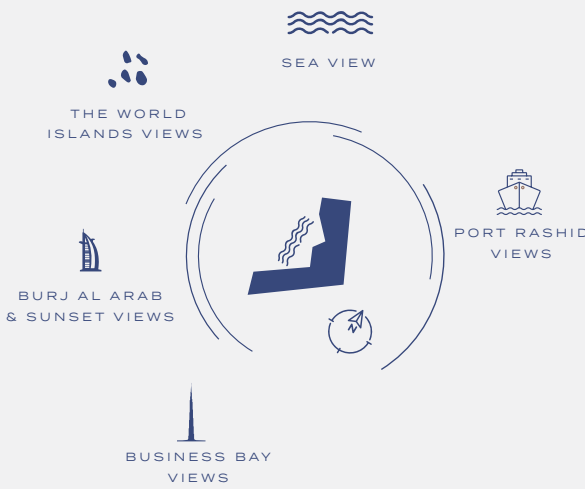 SEA VIEW
THE WORLD
ISLANDS VIEWS
PORT RASHID
VIEWS
BURJ AL ARAB
& SUNSET VIEWS
BUSINESS BAY
VIEWS